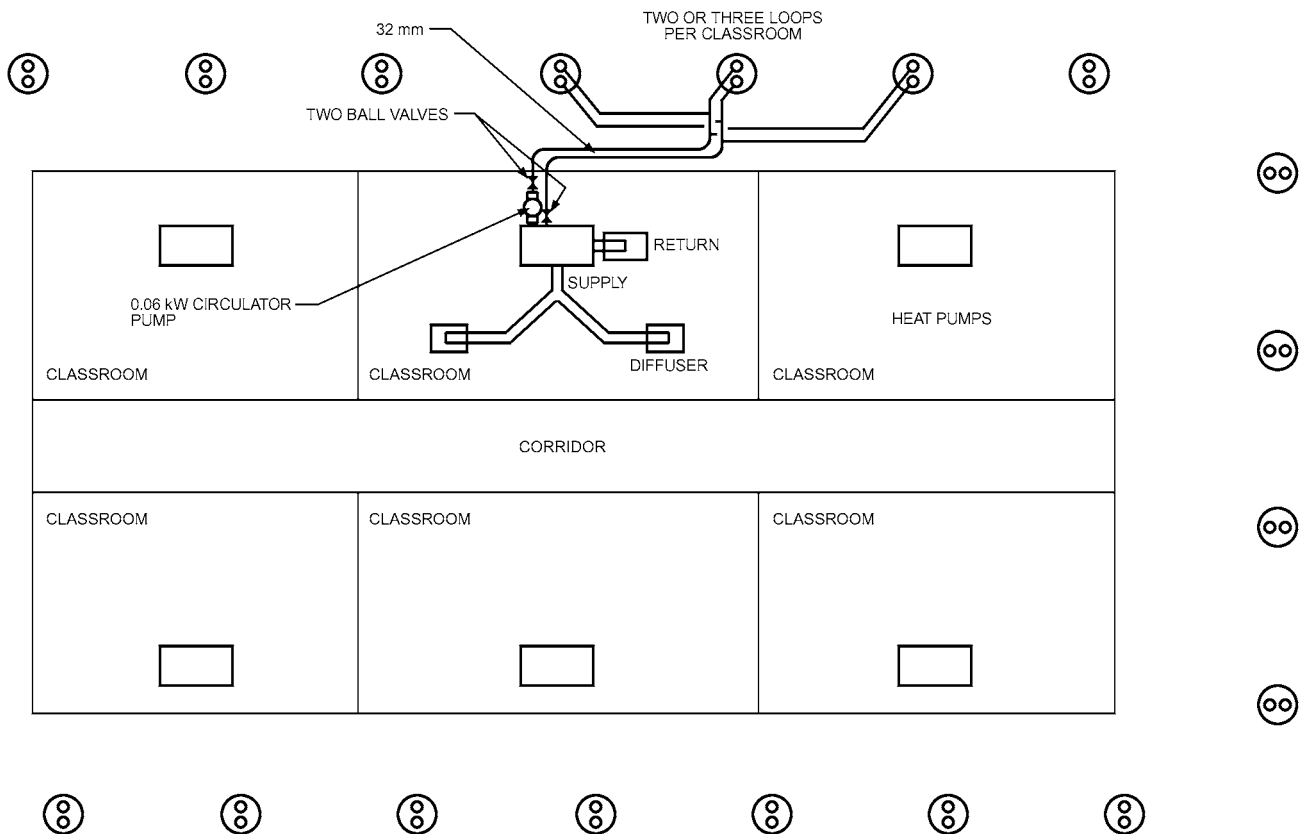 TWO OR THREE LOOPS
PER CLASSROOM
32 mm
TWO BALL VALVES
RETURN
SUPPLY
0.06 kW CIRCULATOR
PUMP
HEAT PUMPS
DIFFUSER
CLASSROOM
CLASSROOM
CLASSROOM
CORRIDOR
CLASSROOM
CLASSROOM
CLASSROOM